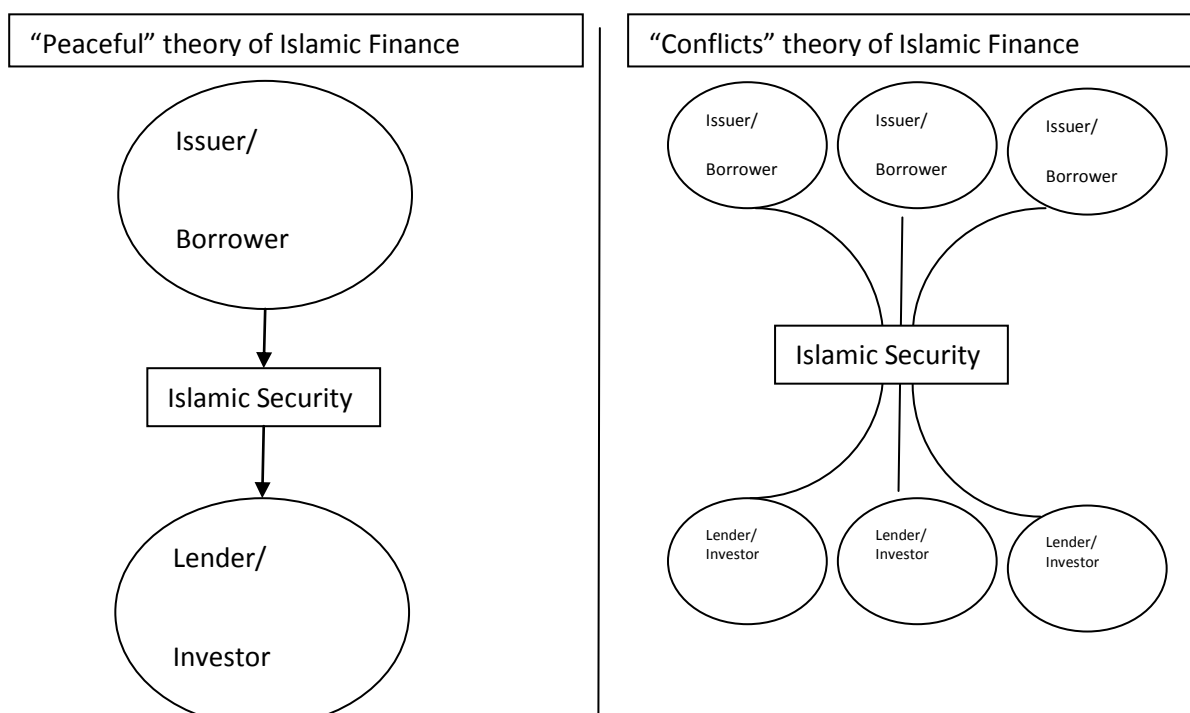 “Peaceful” theory of Islamic Finance
Issuer/
Borrower
Islamic Security
Lender/
Investor
“Conflicts” theory of Islamic Finance
Issuer/
Borrower
Issuer/
Borrower
Issuer/
Borrower
Islamic Security
Lender/
Investor
Lender/
Investor
Lender/
Investor